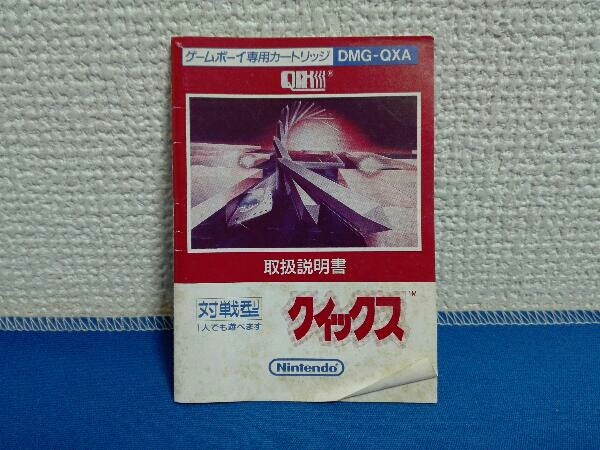 ゲームボーイ専用カートリッジ DMG-QXA
QIX®
取扱説明書
対戦型
1人でも遊べます
クイックス™
Nintendo®